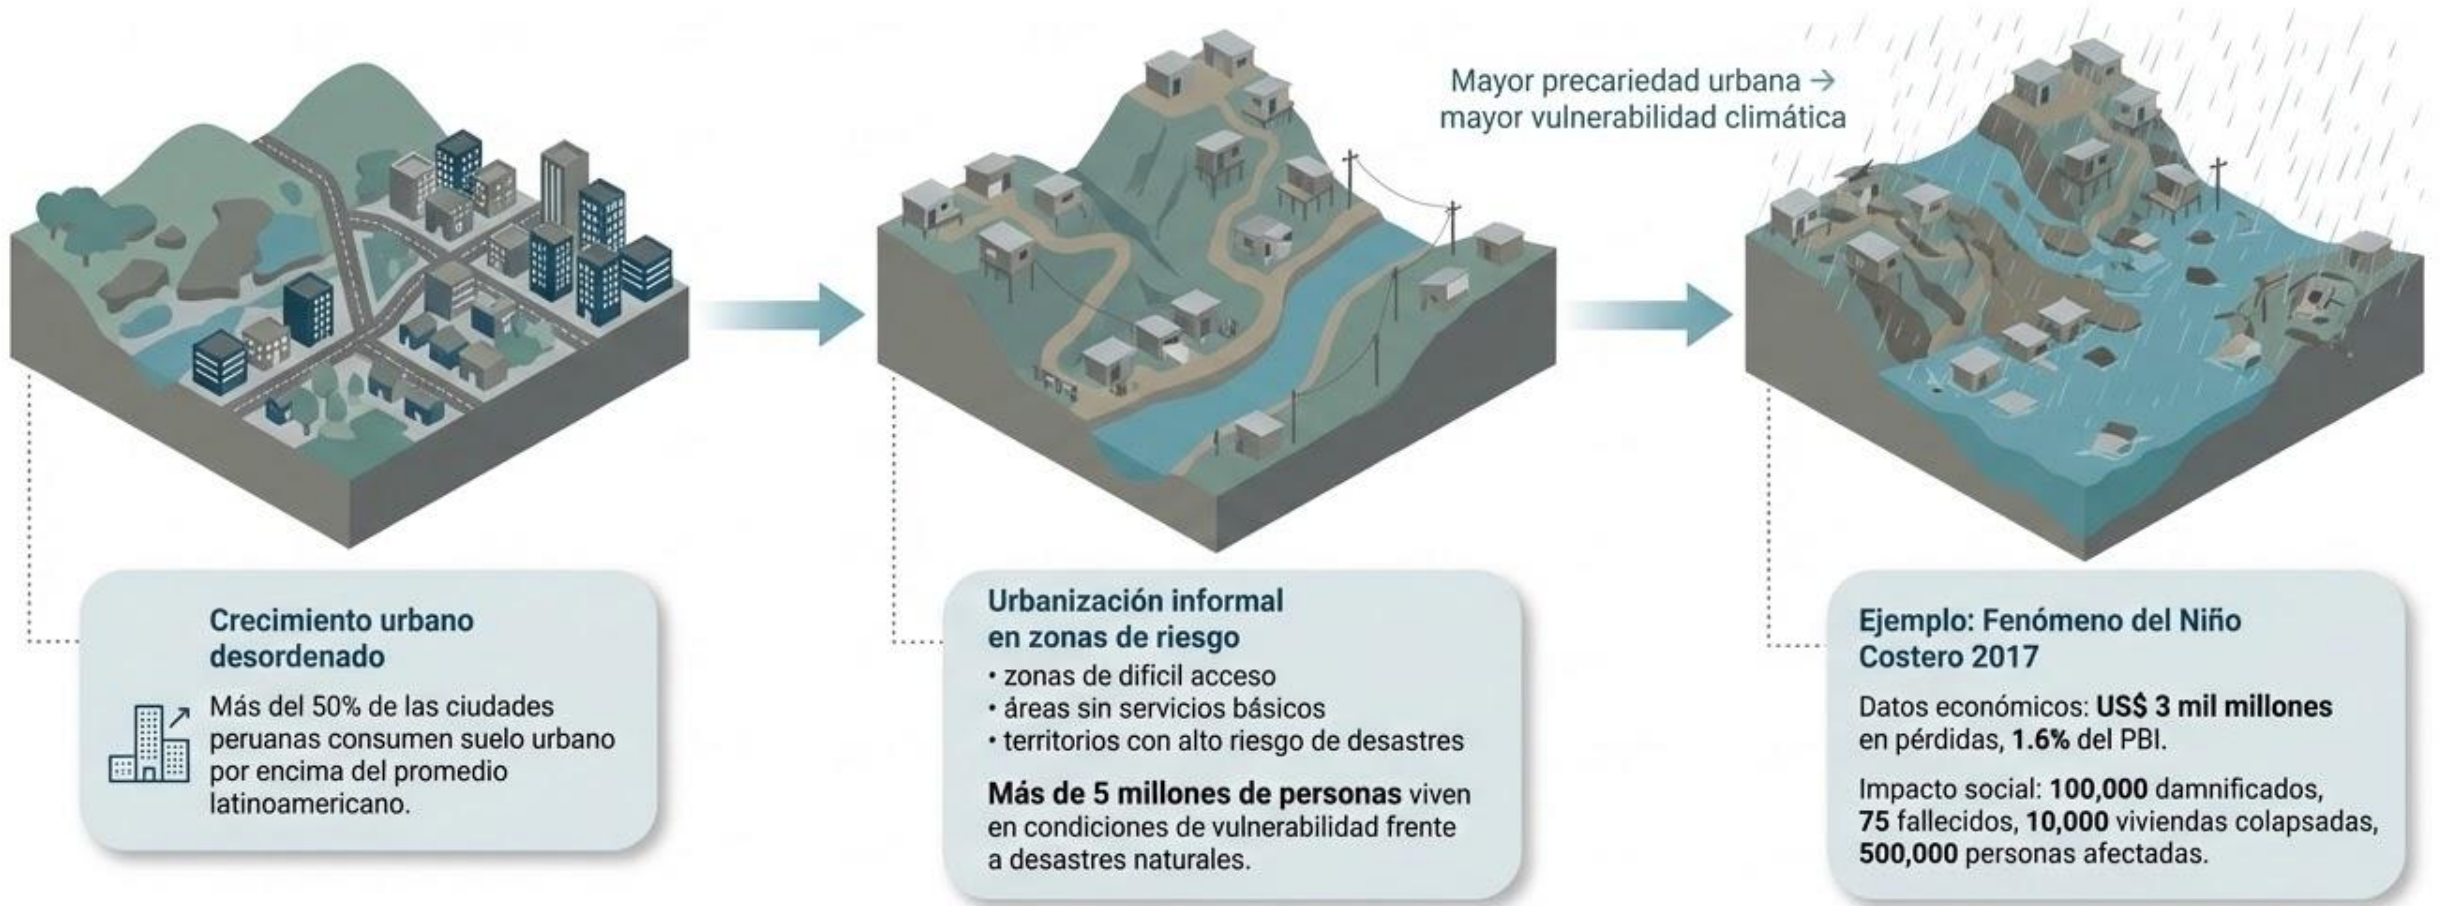 Mayor precariedad urbana →
mayor vulnerabilidad climática
Crecimiento urbano
desordenado
Más del 50% de las ciudades
peruanas consumen suelo urbano
por encima del promedio
latinoamericano.
Urbanización informal
en zonas de riesgo
• zonas de dificil acceso
• áreas sin servicios básicos
• territorios con alto riesgo de desastres
Más de 5 millones de personas viven
en condiciones de vulnerabilidad frente
a desastres naturales.
Ejemplo: Fenómeno del Niño
Costero 2017
Datos económicos: US$ 3 mil millones
en pérdidas, 1.6% del PBI.
Impacto social: 100,000 damnificados,
75 fallecidos, 10,000 viviendas colapsadas,
500,000 personas afectadas.